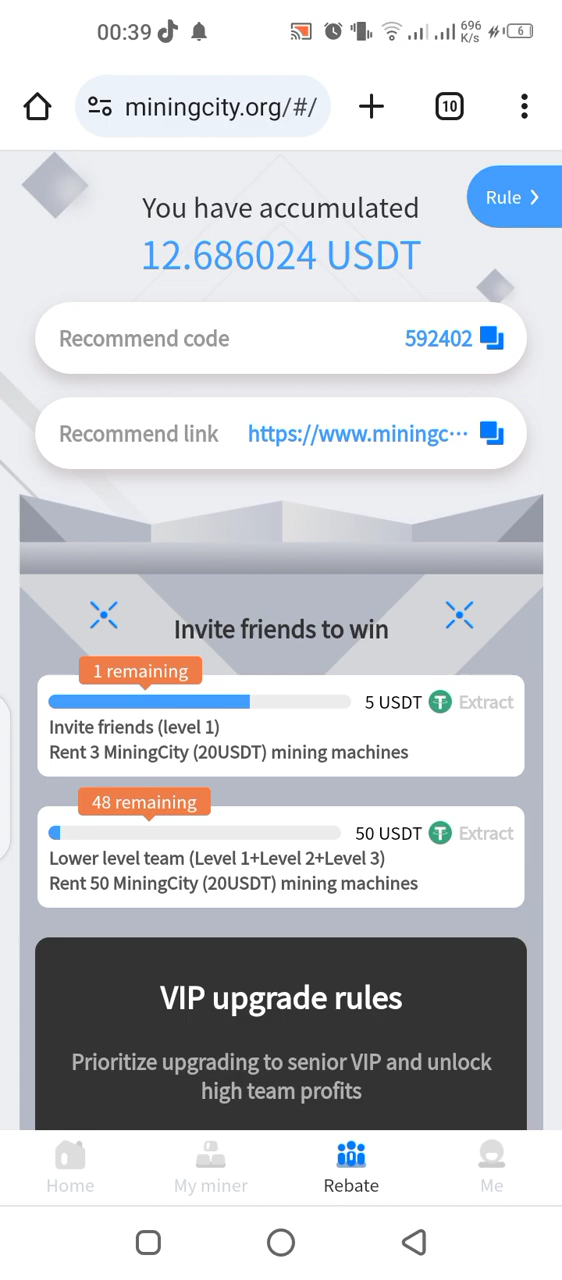 00:39
696
K/s
6
miningcity.org/#/
10
You have accumulated
Rule
12.686024 USDT
Recommend code 592402
Recommend link https://www.miningc···
Invite friends to win
1 remaining
5 USDT Extract
Invite friends (level 1)
Rent 3 MiningCity (20USDT) mining machines
48 remaining
50 USDT Extract
Lower level team (Level 1+Level 2+Level 3)
Rent 50 MiningCity (20USDT) mining machines
VIP upgrade rules
Prioritize upgrading to senior VIP and unlock
high team profits
Home My miner Rebate Me